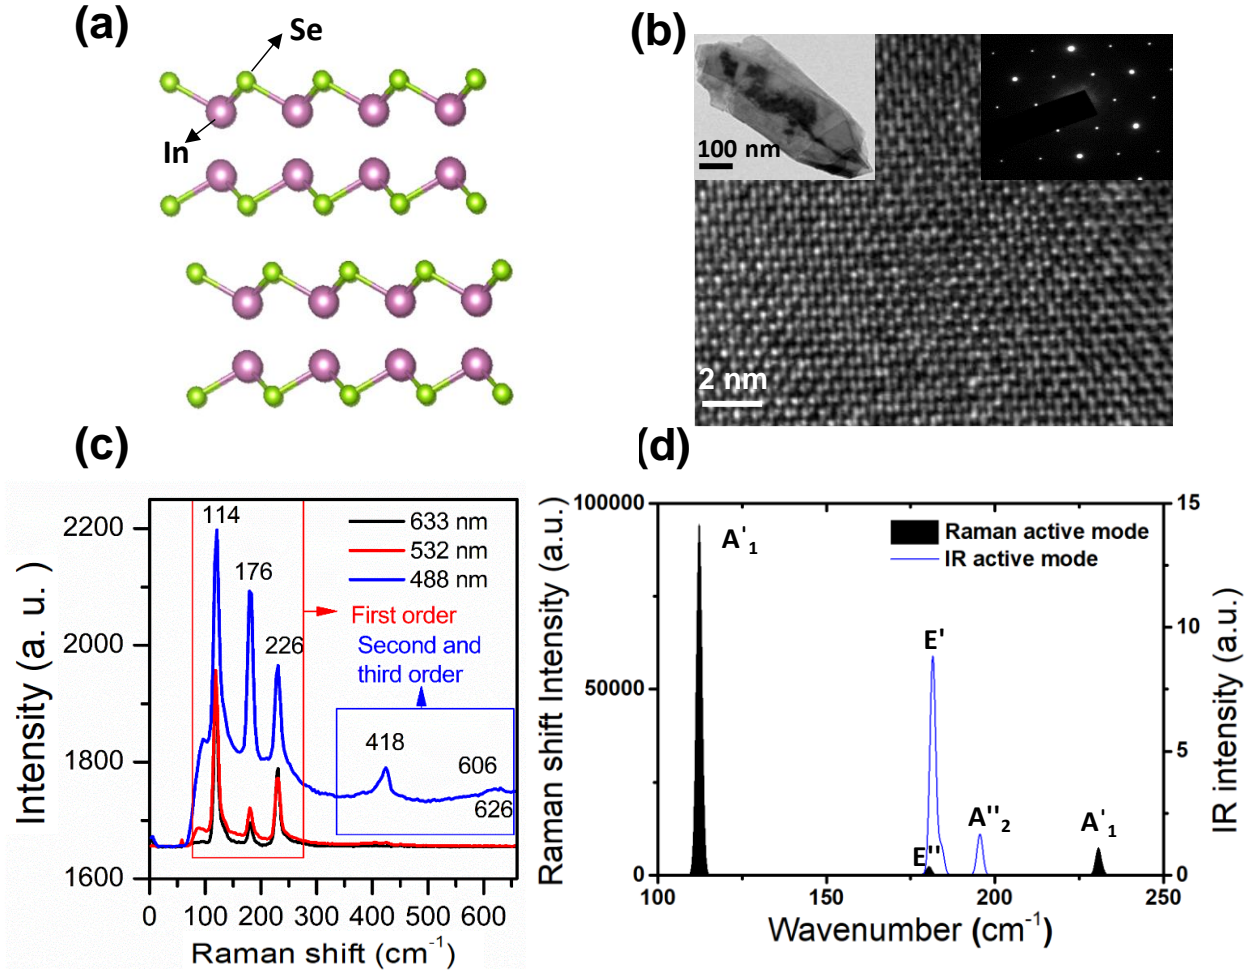 (a)
Se
In
(b)
100 nm
2 nm
(c)
Intensity (a. u.)
2200
2000
1800
1600
114
176
226
633 nm
532 nm
488 nm
First order
Second and
third order
418
606
626
0 100 200 300 400 500 600
Raman shift (cm⁻¹)
(d)
Raman shift Intensity (a.u.)
100000
50000
0
15
10
5
0
IR intensity (a.u.)
Raman active mode
IR active mode
A'₁
E'
A''₂
A'₁
E''
100 150 200 250
Wavenumber (cm⁻¹)